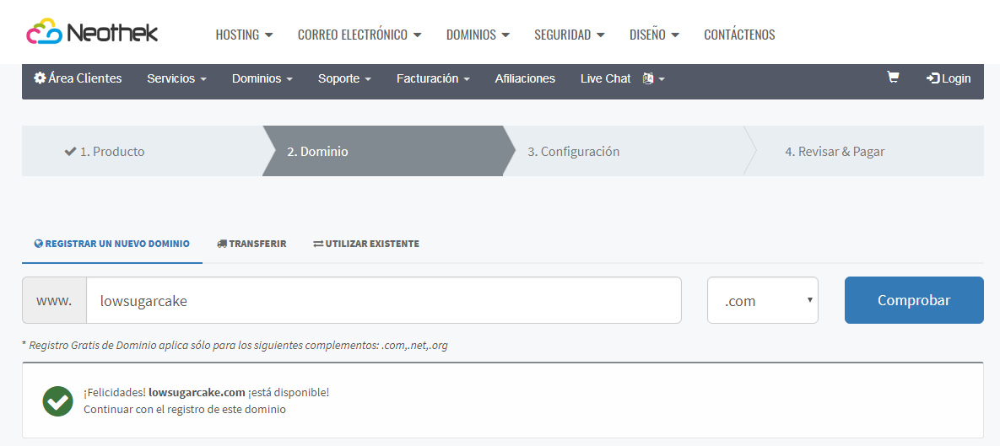 Neothek HOSTING CORREO ELECTRÓNICO DOMINIOS SEGURIDAD DISEÑO CONTÁCTENOS
Área Clientes Servicios Dominios Soporte Facturación Afiliaciones Live Chat Login
1. Producto 2. Dominio 3. Configuración 4. Revisar & Pagar
REGISTRAR UN NUEVO DOMINIO TRANSFERIR UTILIZAR EXISTENTE
www. lowsugarcake .com Comprobar
* Registro Gratis de Dominio aplica sólo para los siguientes complementos: .com,.net,.org
¡Felicidades! lowsugarcake.com ¡está disponible!
Continuar con el registro de este dominio